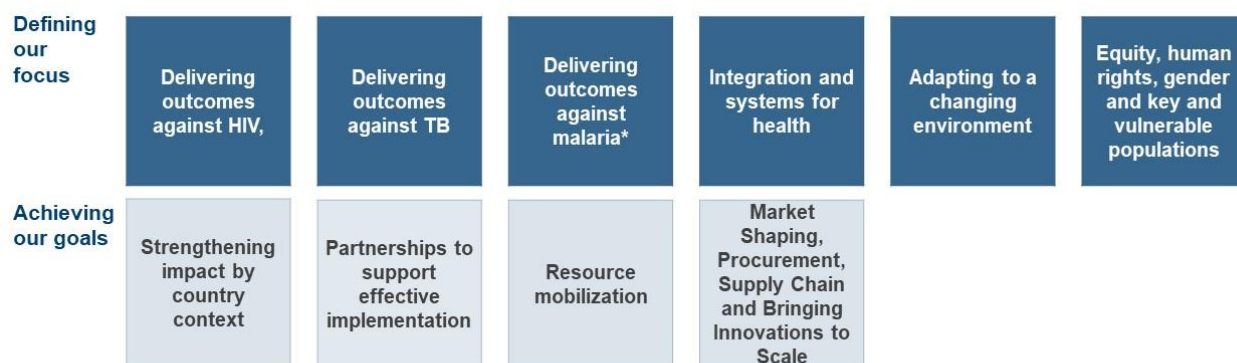 Defining
our
focus
Delivering
outcomes
against HIV,
Delivering
outcomes
against TB
Delivering
outcomes
against
malaria*
Integration and
systems for
health
Adapting to a
changing
environment
Equity, human
rights, gender
and key and
vulnerable
populations
Achieving
our goals
Strengthening
impact by
country
context
Partnerships to
support
effective
implementation
Resource
mobilization
Market
Shaping,
Procurement,
Supply Chain
and Bringing
Innovations to
Scale